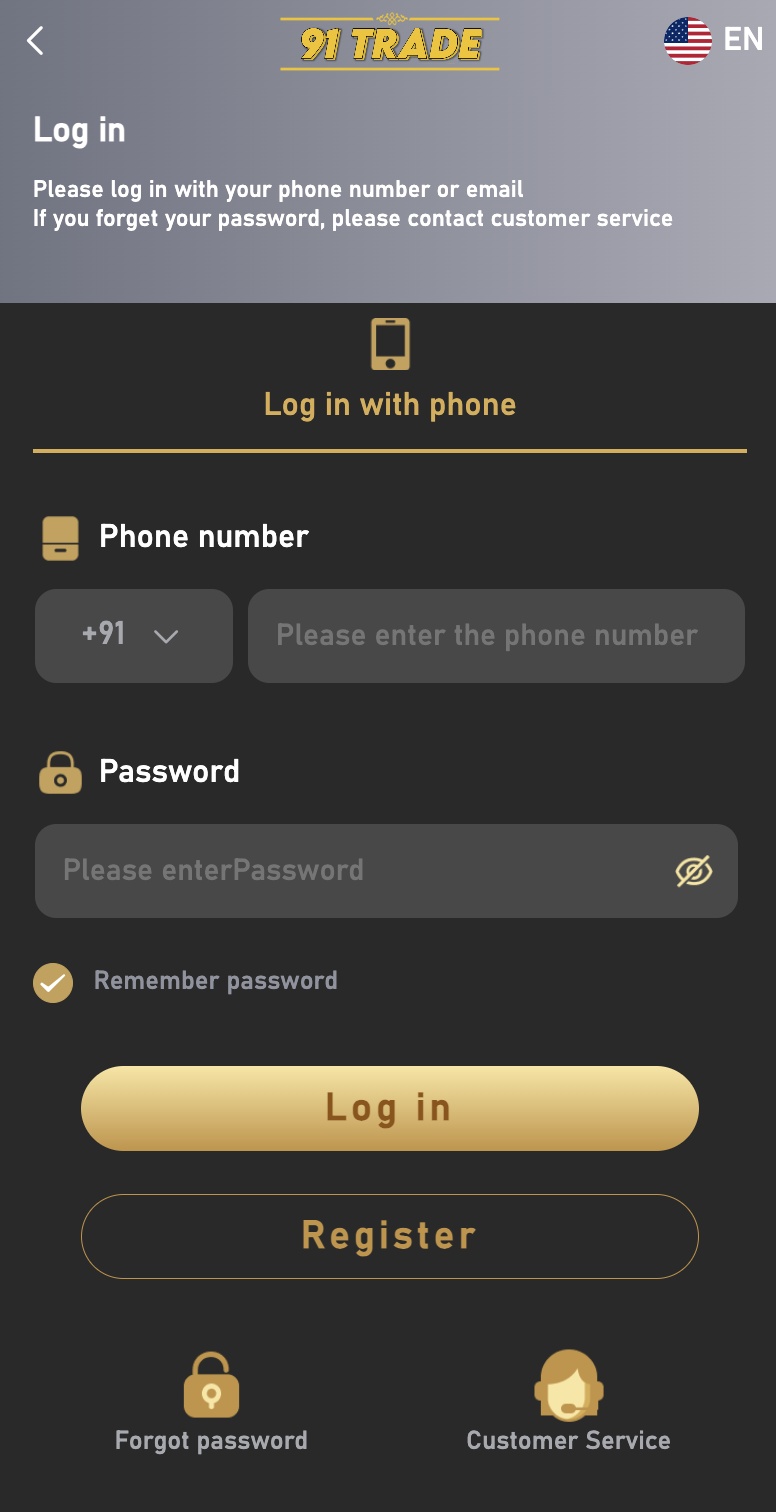 91 TRADE
EN
Log in
Please log in with your phone number or email
If you forget your password, please contact customer service
Log in with phone
Phone number
+91
Please enter the phone number
Password
Please enterPassword
Remember password
Log in
Register
Forgot password
Customer Service